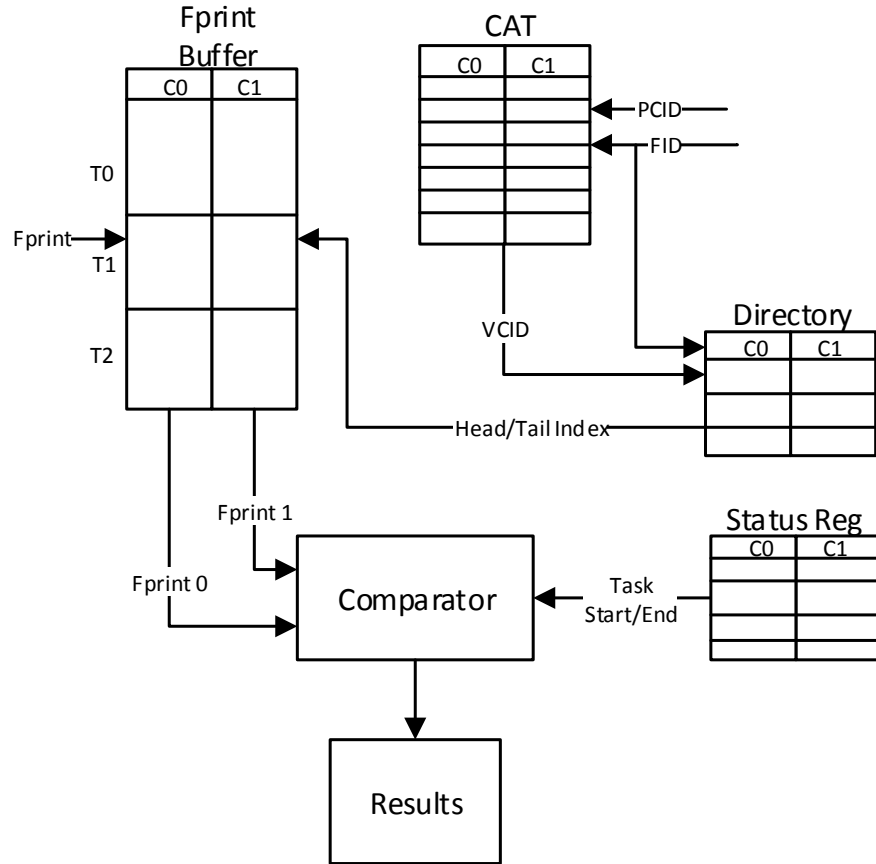 Fprint
Buffer
C0 C1
T0
Fprint
T1
T2
CAT
C0 C1
PCID
FID
VCID
Directory
C0 C1
Head/Tail Index
Fprint 1
Fprint 0
Comparator
Task
Start/End
Status Reg
C0 C1
Results